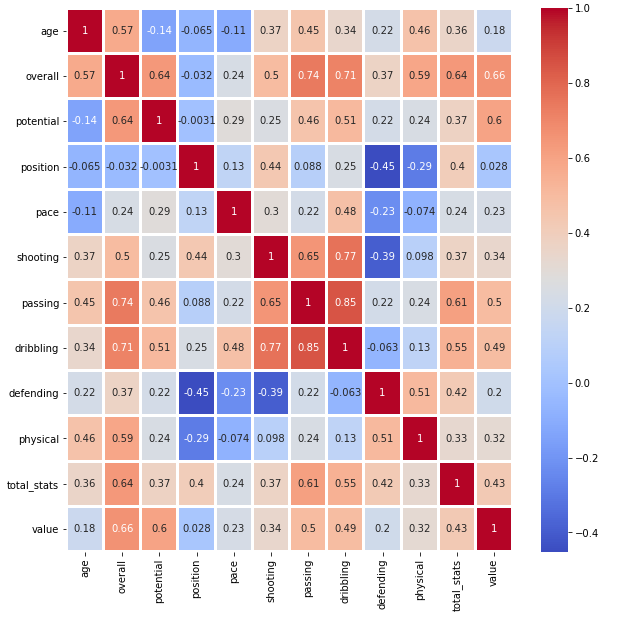 age 1 0.57 -0.14 -0.065 -0.11 0.37 0.45 0.34 0.22 0.46 0.36 0.18
overall 0.57 1 0.64 -0.032 0.24 0.5 0.74 0.71 0.37 0.59 0.64 0.66
potential -0.14 0.64 1 -0.0031 0.29 0.25 0.46 0.51 0.22 0.24 0.37 0.6
position -0.065 -0.032 -0.0031 1 0.13 0.44 0.088 0.25 -0.45 -0.29 0.4 0.028
pace -0.11 0.24 0.29 0.13 1 0.3 0.22 0.48 -0.23 -0.074 0.24 0.23
shooting 0.37 0.5 0.25 0.44 0.3 1 0.65 0.77 -0.39 0.098 0.37 0.34
passing 0.45 0.74 0.46 0.088 0.22 0.65 1 0.85 0.22 0.24 0.61 0.5
dribbling 0.34 0.71 0.51 0.25 0.48 0.77 0.85 1 -0.063 0.13 0.55 0.49
defending 0.22 0.37 0.22 -0.45 -0.23 -0.39 0.22 -0.063 1 0.51 0.42 0.2
physical 0.46 0.59 0.24 -0.29 -0.074 0.098 0.24 0.13 0.51 1 0.33 0.32
total_stats 0.36 0.64 0.37 0.4 0.24 0.37 0.61 0.55 0.42 0.33 1 0.43
value 0.18 0.66 0.6 0.028 0.23 0.34 0.5 0.49 0.2 0.32 0.43 1
age overall potential position pace shooting passing dribbling defending physical total_stats value
1.0
0.8
0.6
0.4
0.2
0.0
−0.2
−0.4